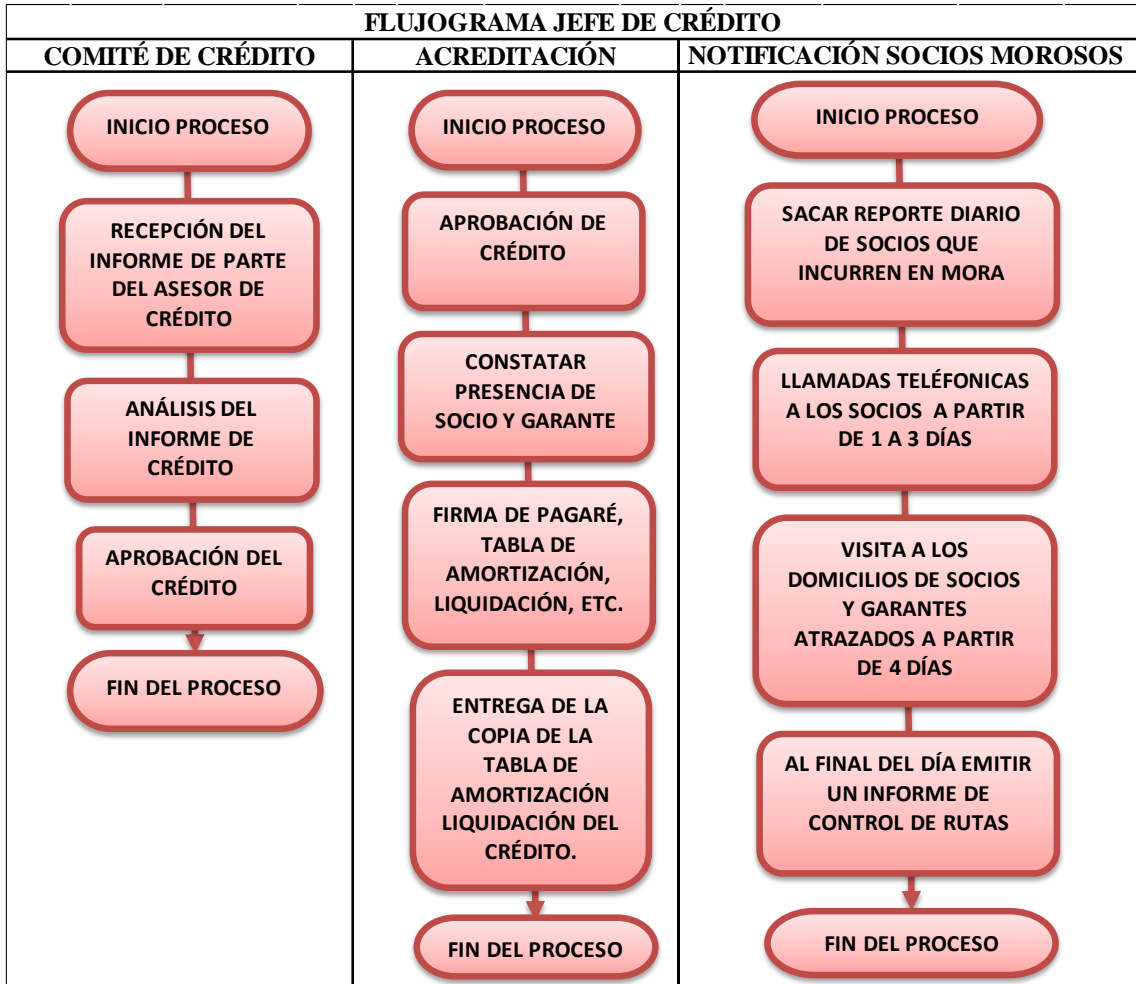 FLUJOGRAMA JEFE DE CRÉDITO
COMITÉ DE CRÉDITO
INICIO PROCESO
RECEPCIÓN DEL
INFORME DE PARTE
DEL ASESOR DE
CRÉDITO
ANÁLISIS DEL
INFORME DE
CRÉDITO
APROBACIÓN DEL
CRÉDITO
FIN DEL PROCESO
ACREDITACIÓN
INICIO PROCESO
APROBACIÓN DE
CRÉDITO
CONSTATAR
PRESENCIA DE
SOCIO Y GARANTE
FIRMA DE PAGARÉ,
TABLA DE
AMORTIZACIÓN,
LIQUIDACIÓN, ETC.
ENTREGA DE LA
COPIA DE LA
TABLA DE
AMORTIZACIÓN
LIQUIDACIÓN DEL
CRÉDITO.
FIN DEL PROCESO
NOTIFICACIÓN SOCIOS MOROSOS
INICIO PROCESO
SACAR REPORTE DIARIO
DE SOCIOS QUE
INCURREN EN MORA
LLAMADAS TELÉFONICAS
A LOS SOCIOS A PARTIR
DE 1 A 3 DÍAS
VISITA A LOS
DOMICILIOS DE SOCIOS
Y GARANTES
ATRAZADOS A PARTIR
DE 4 DÍAS
AL FINAL DEL DÍA EMITIR
UN INFORME DE
CONTROL DE RUTAS
FIN DEL PROCESO